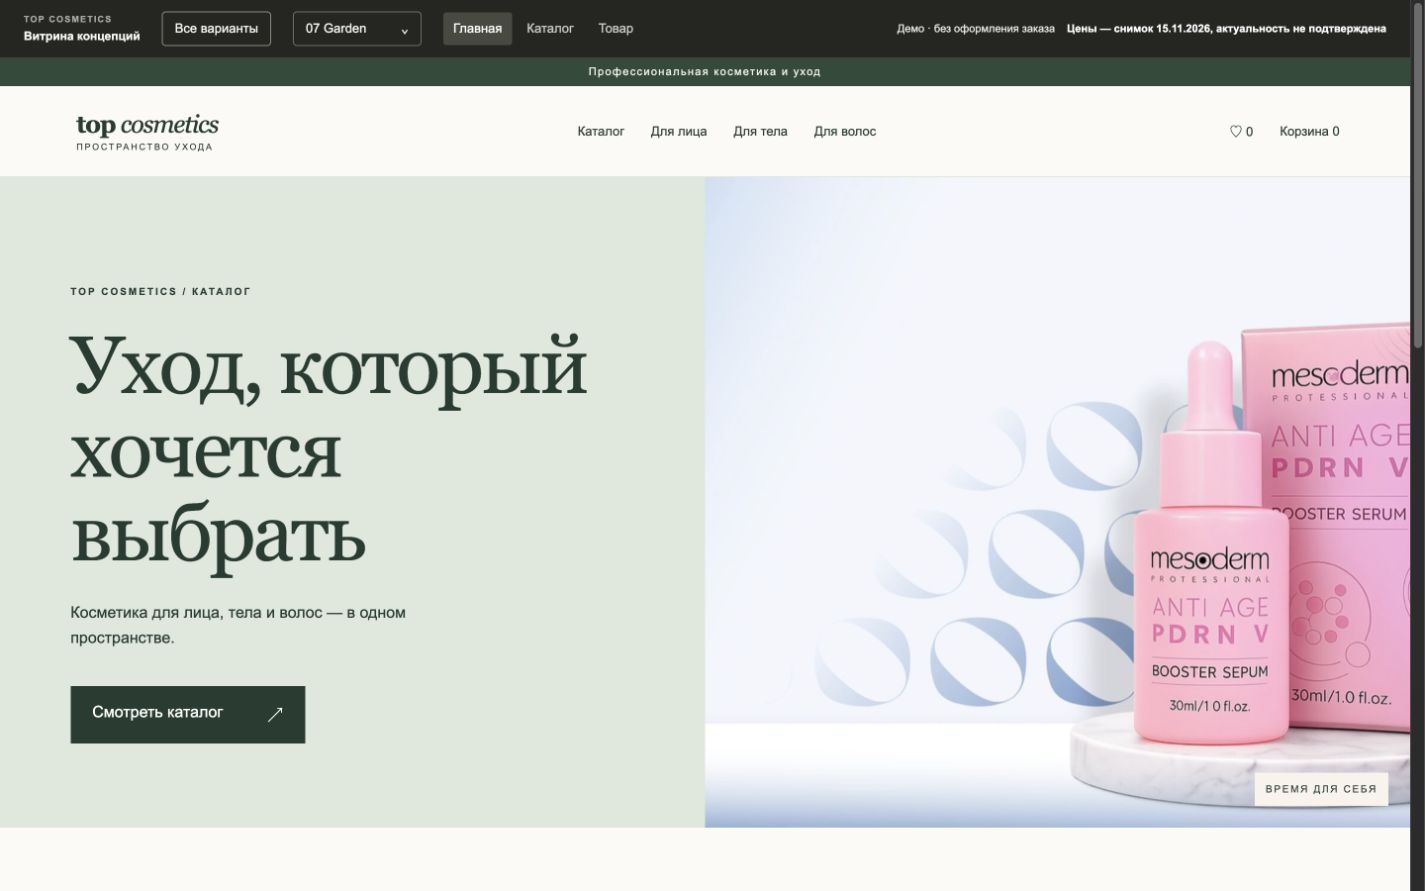 TOP COSMETICS
Витрина концепций
Все варианты
07 Garden
Главная
Каталог
Товар
Демо · без оформления заказа
Цены — снимок 15.11.2026, актуальность не подтверждена
Профессиональная косметика и уход
top cosmetics
ПРОСТРАНСТВО УХОДА
Каталог
Для лица
Для тела
Для волос
♡ 0
Корзина 0
TOP COSMETICS / КАТАЛОГ
Уход, который
хочется
выбрать
Косметика для лица, тела и волос — в одном
пространстве.
Смотреть каталог
mesoderm
PROFESSIONAL
ANTI AGE
PDRN V
BOOSTER SERUM
30ml/1.0 fl.oz.
mesoderm
PROFESSIONAL
ANTI AGE
PDRN V
BOOSTER SEPUM
30ml/1 0 fl.oz.
ВРЕМЯ ДЛЯ СЕБЯ